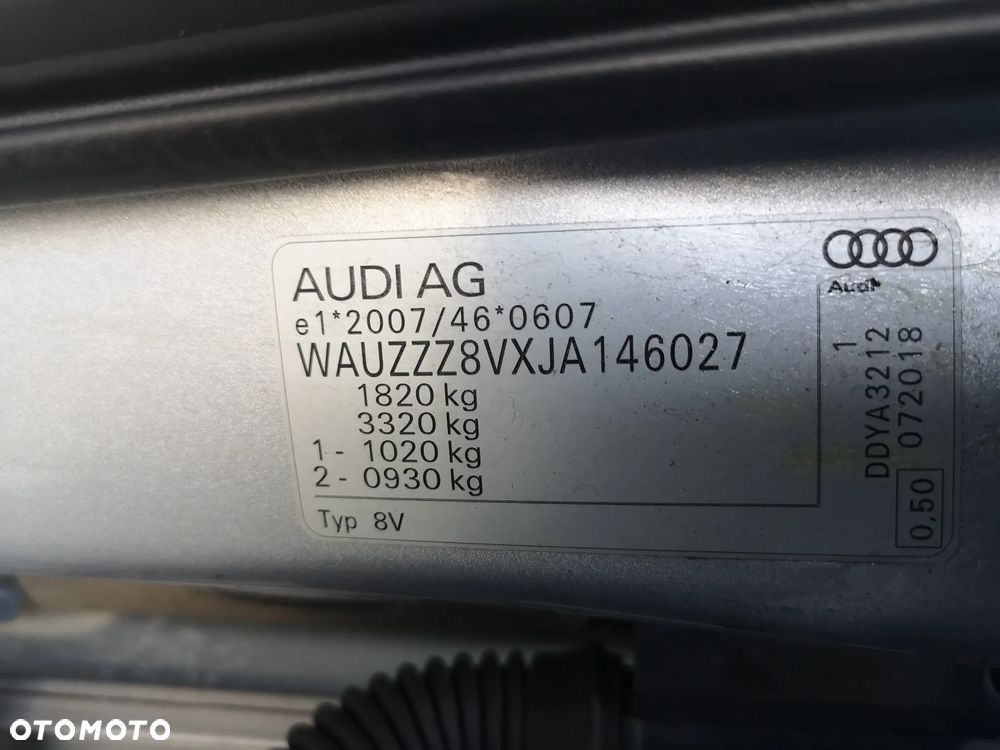 AUDI AG
e1*2007/46*0607
WAUZZZ8VXJA146027
1820 kg
3320 kg
1 - 1020 kg
2 - 0930 kg
Typ 8V
Audi
1
DDYA3212
072018
0,50
OTOMOTO